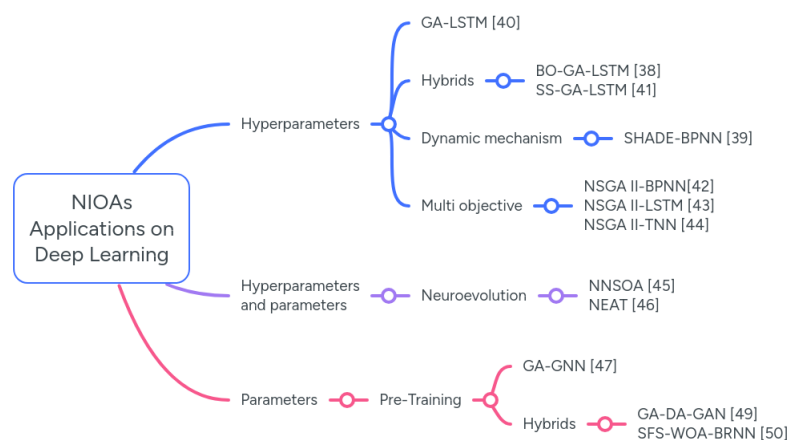 NIOAs
Applications on
Deep Learning
Hyperparameters
GA-LSTM [40]
Hybrids
BO-GA-LSTM [38]
SS-GA-LSTM [41]
Dynamic mechanism
SHADE-BPNN [39]
Multi objective
NSGA II-BPNN[42]
NSGA II-LSTM [43]
NSGA II-TNN [44]
Hyperparameters
and parameters
Neuroevolution
NNSOA [45]
NEAT [46]
Parameters
Pre-Training
GA-GNN [47]
Hybrids
GA-DA-GAN [49]
SFS-WOA-BRNN [50]